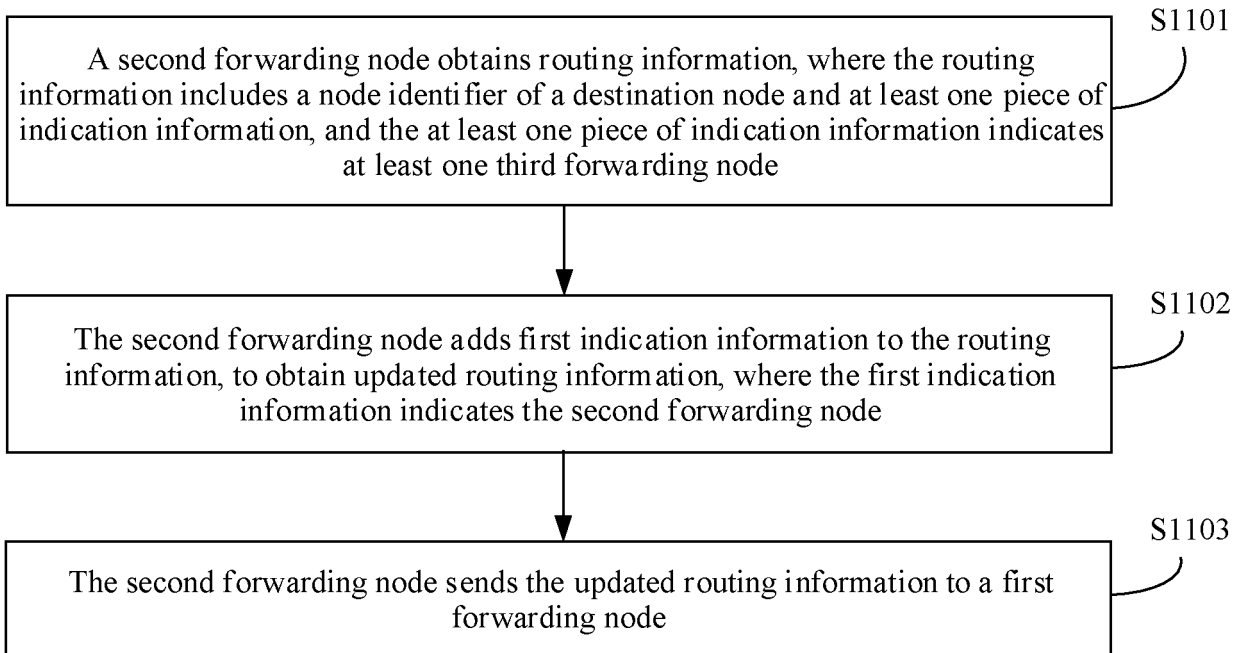 S1101
A second forwarding node obtains routing information, where the routing
information includes a node identifier of a destination node and at least one piece of
indication information, and the at least one piece of indication information indicates
at least one third forwarding node
S1102
The second forwarding node adds first indication information to the routing
information, to obtain updated routing information, where the first indication
information indicates the second forwarding node
S1103
The second forwarding node sends the updated routing information to a first
forwarding node